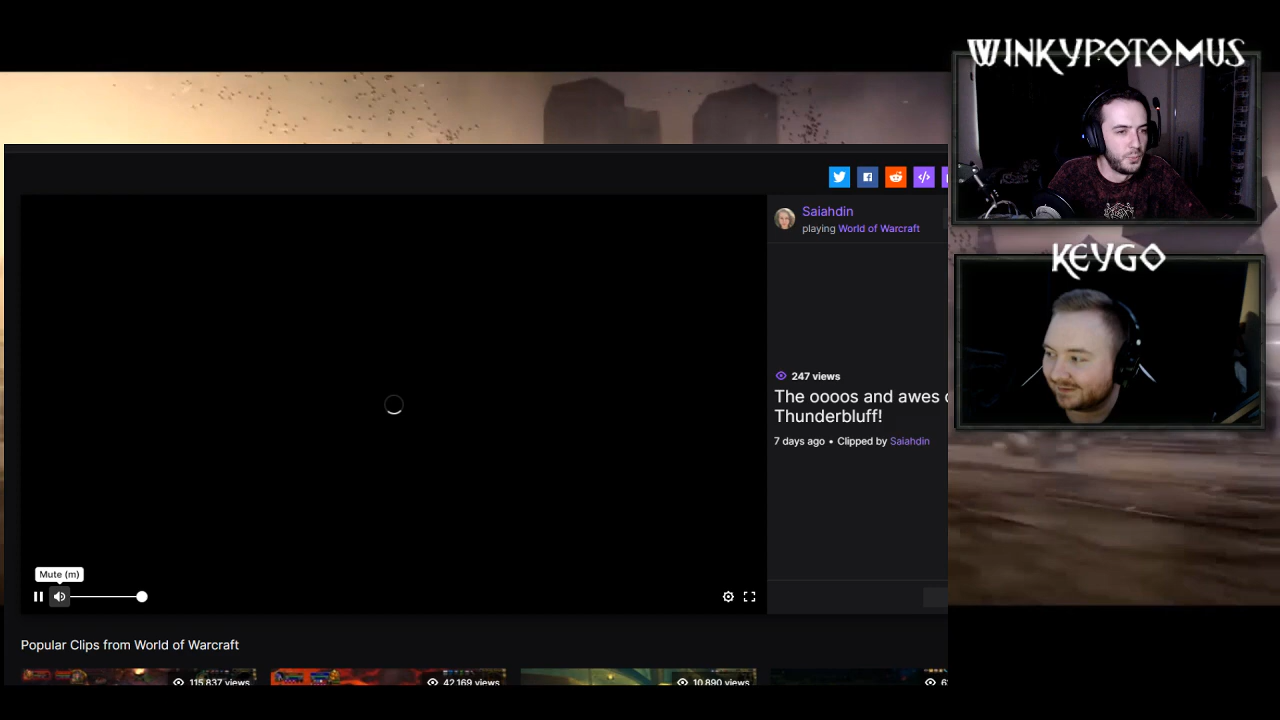 WINKYPOTOMUS
KEYGO
Saiahdin
playing World of Warcraft
247 views
The oooos and awes
Thunderbluff!
7 days ago • Clipped by Saiahdin
Mute (m)
Popular Clips from World of Warcraft
115,837 views
42,169 views
10,890 views